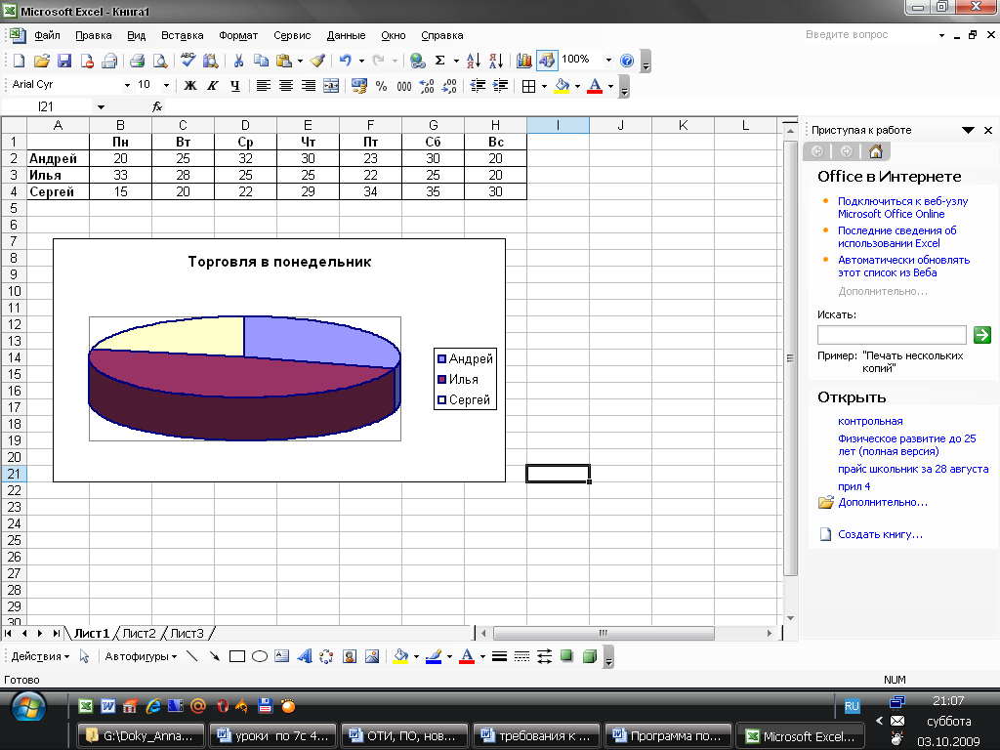 Microsoft Excel - Книга1
Файл Правка Вид Вставка Формат Сервис Данные Окно Справка Введите вопрос
100%
Arial Cyr 10 Ж К Ч % 000
I21 fx
A B C D E F G H I J K L
1 Пн Вт Ср Чт Пт Сб Вс
2 Андрей 20 25 32 30 23 30 20
3 Илья 33 28 25 25 22 25 20
4 Сергей 15 20 22 29 34 35 30
5
6
7
8
9
10
11
12
13
14
15
16
17
18
19
20
21
22
23
24
25
26
27
28
29
30
Торговля в понедельник
Андрей
Илья
Сергей
Приступая к работе
Office в Интернете
Подключиться к веб-узлу
Microsoft Office Online
Последние сведения об
использовании Excel
Автоматически обновлять
этот список из Веба
Дополнительно...
Искать:
Пример: "Печать нескольких
копий"
Открыть
контрольная
Физическое развитие до 25
лет (полная версия)
прайс школьник за 28 августа
прил 4
Дополнительно...
Создать книгу...
Лист1 Лист2 Лист3
Действия Автофигуры
Готово NUM
RU 21:07
суббота
03.10.2009
G:\Doky_Anna... уроки по 7с 4... ОТИ, ПО, нов... требования к ... Программа по... Microsoft Excel...